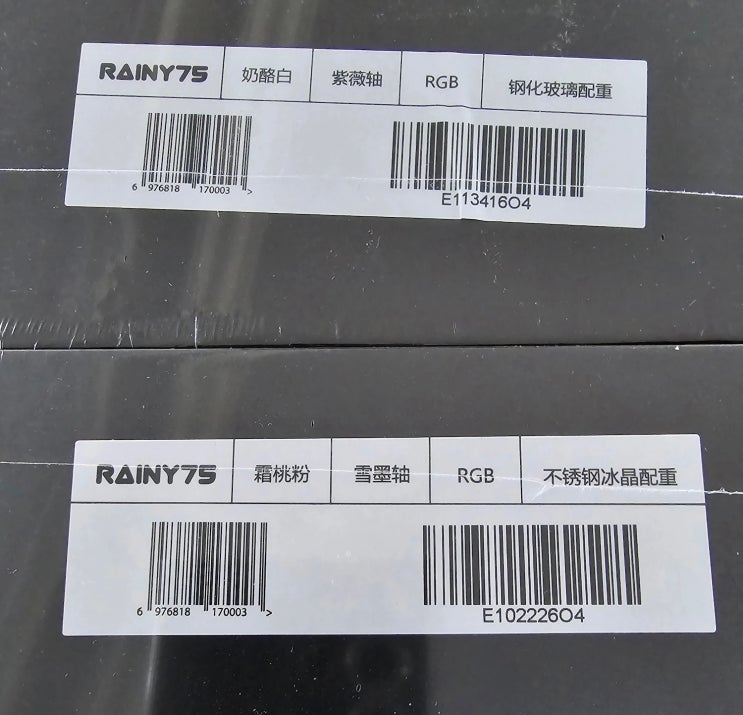 RAINY75 奶酪白 紫薇轴 RGB 钢化玻璃配重
6 976818 170003 >
E11341604
RAINY75 霜桃粉 雪墨轴 RGB 不锈钢冰晶配重
6 976818 170003 >
E10222604